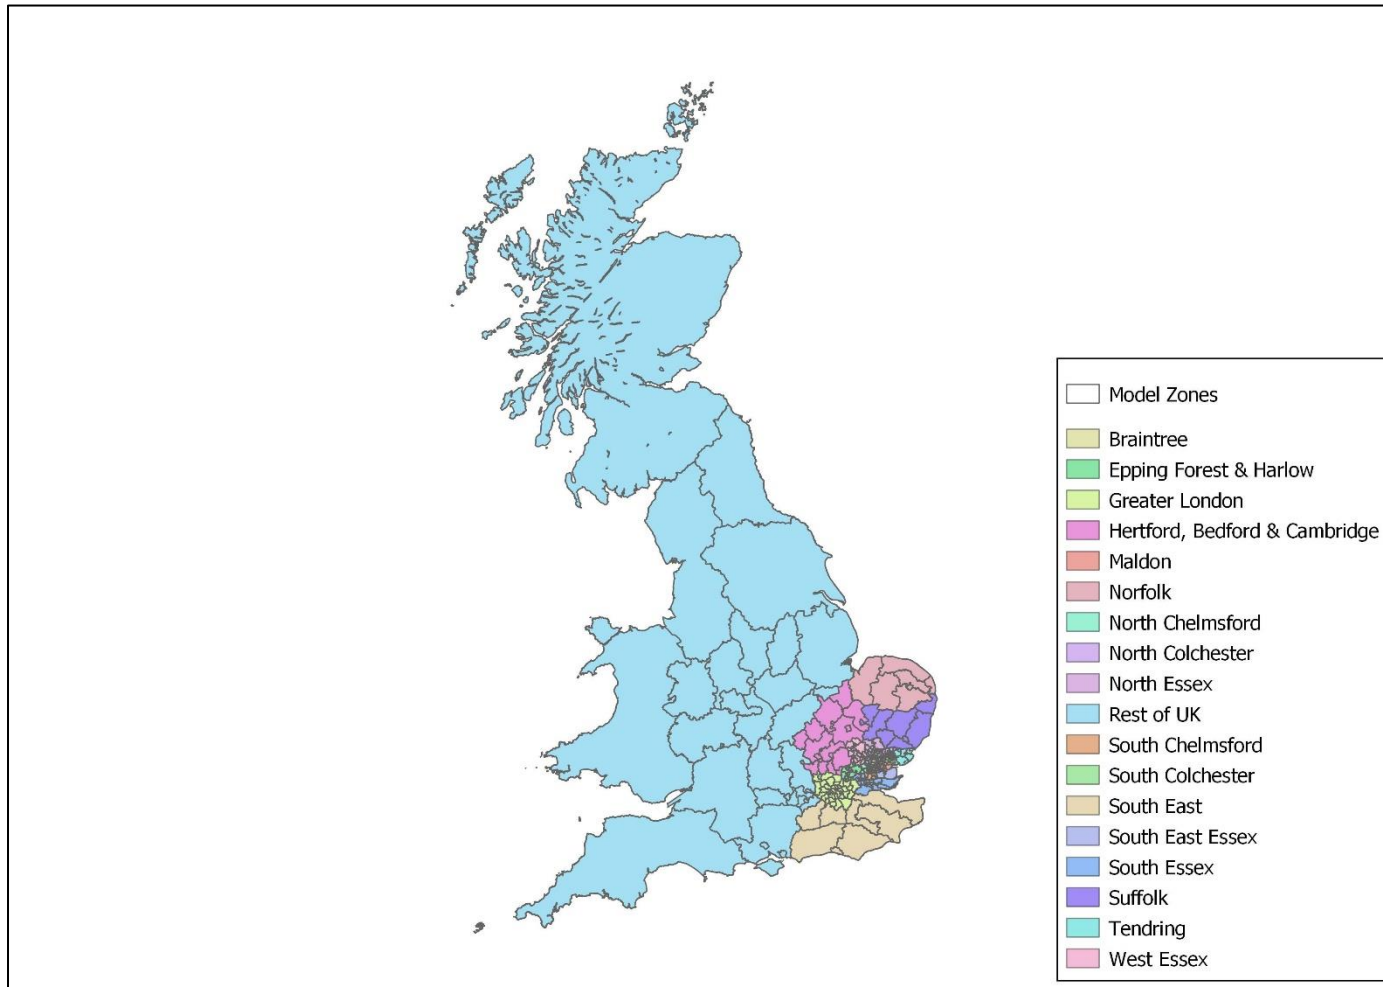 Model Zones
Braintree
Epping Forest & Harlow
Greater London
Hertford, Bedford & Cambridge
Maldon
Norfolk
North Chelmsford
North Colchester
North Essex
Rest of UK
South Chelmsford
South Colchester
South East
South East Essex
South Essex
Suffolk
Tendring
West Essex